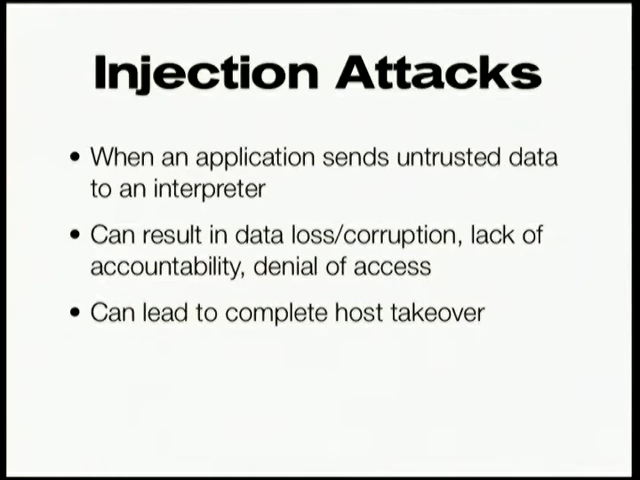 Injection Attacks
• When an application sends untrusted data
to an interpreter
• Can result in data loss/corruption, lack of
accountability, denial of access
• Can lead to complete host takeover